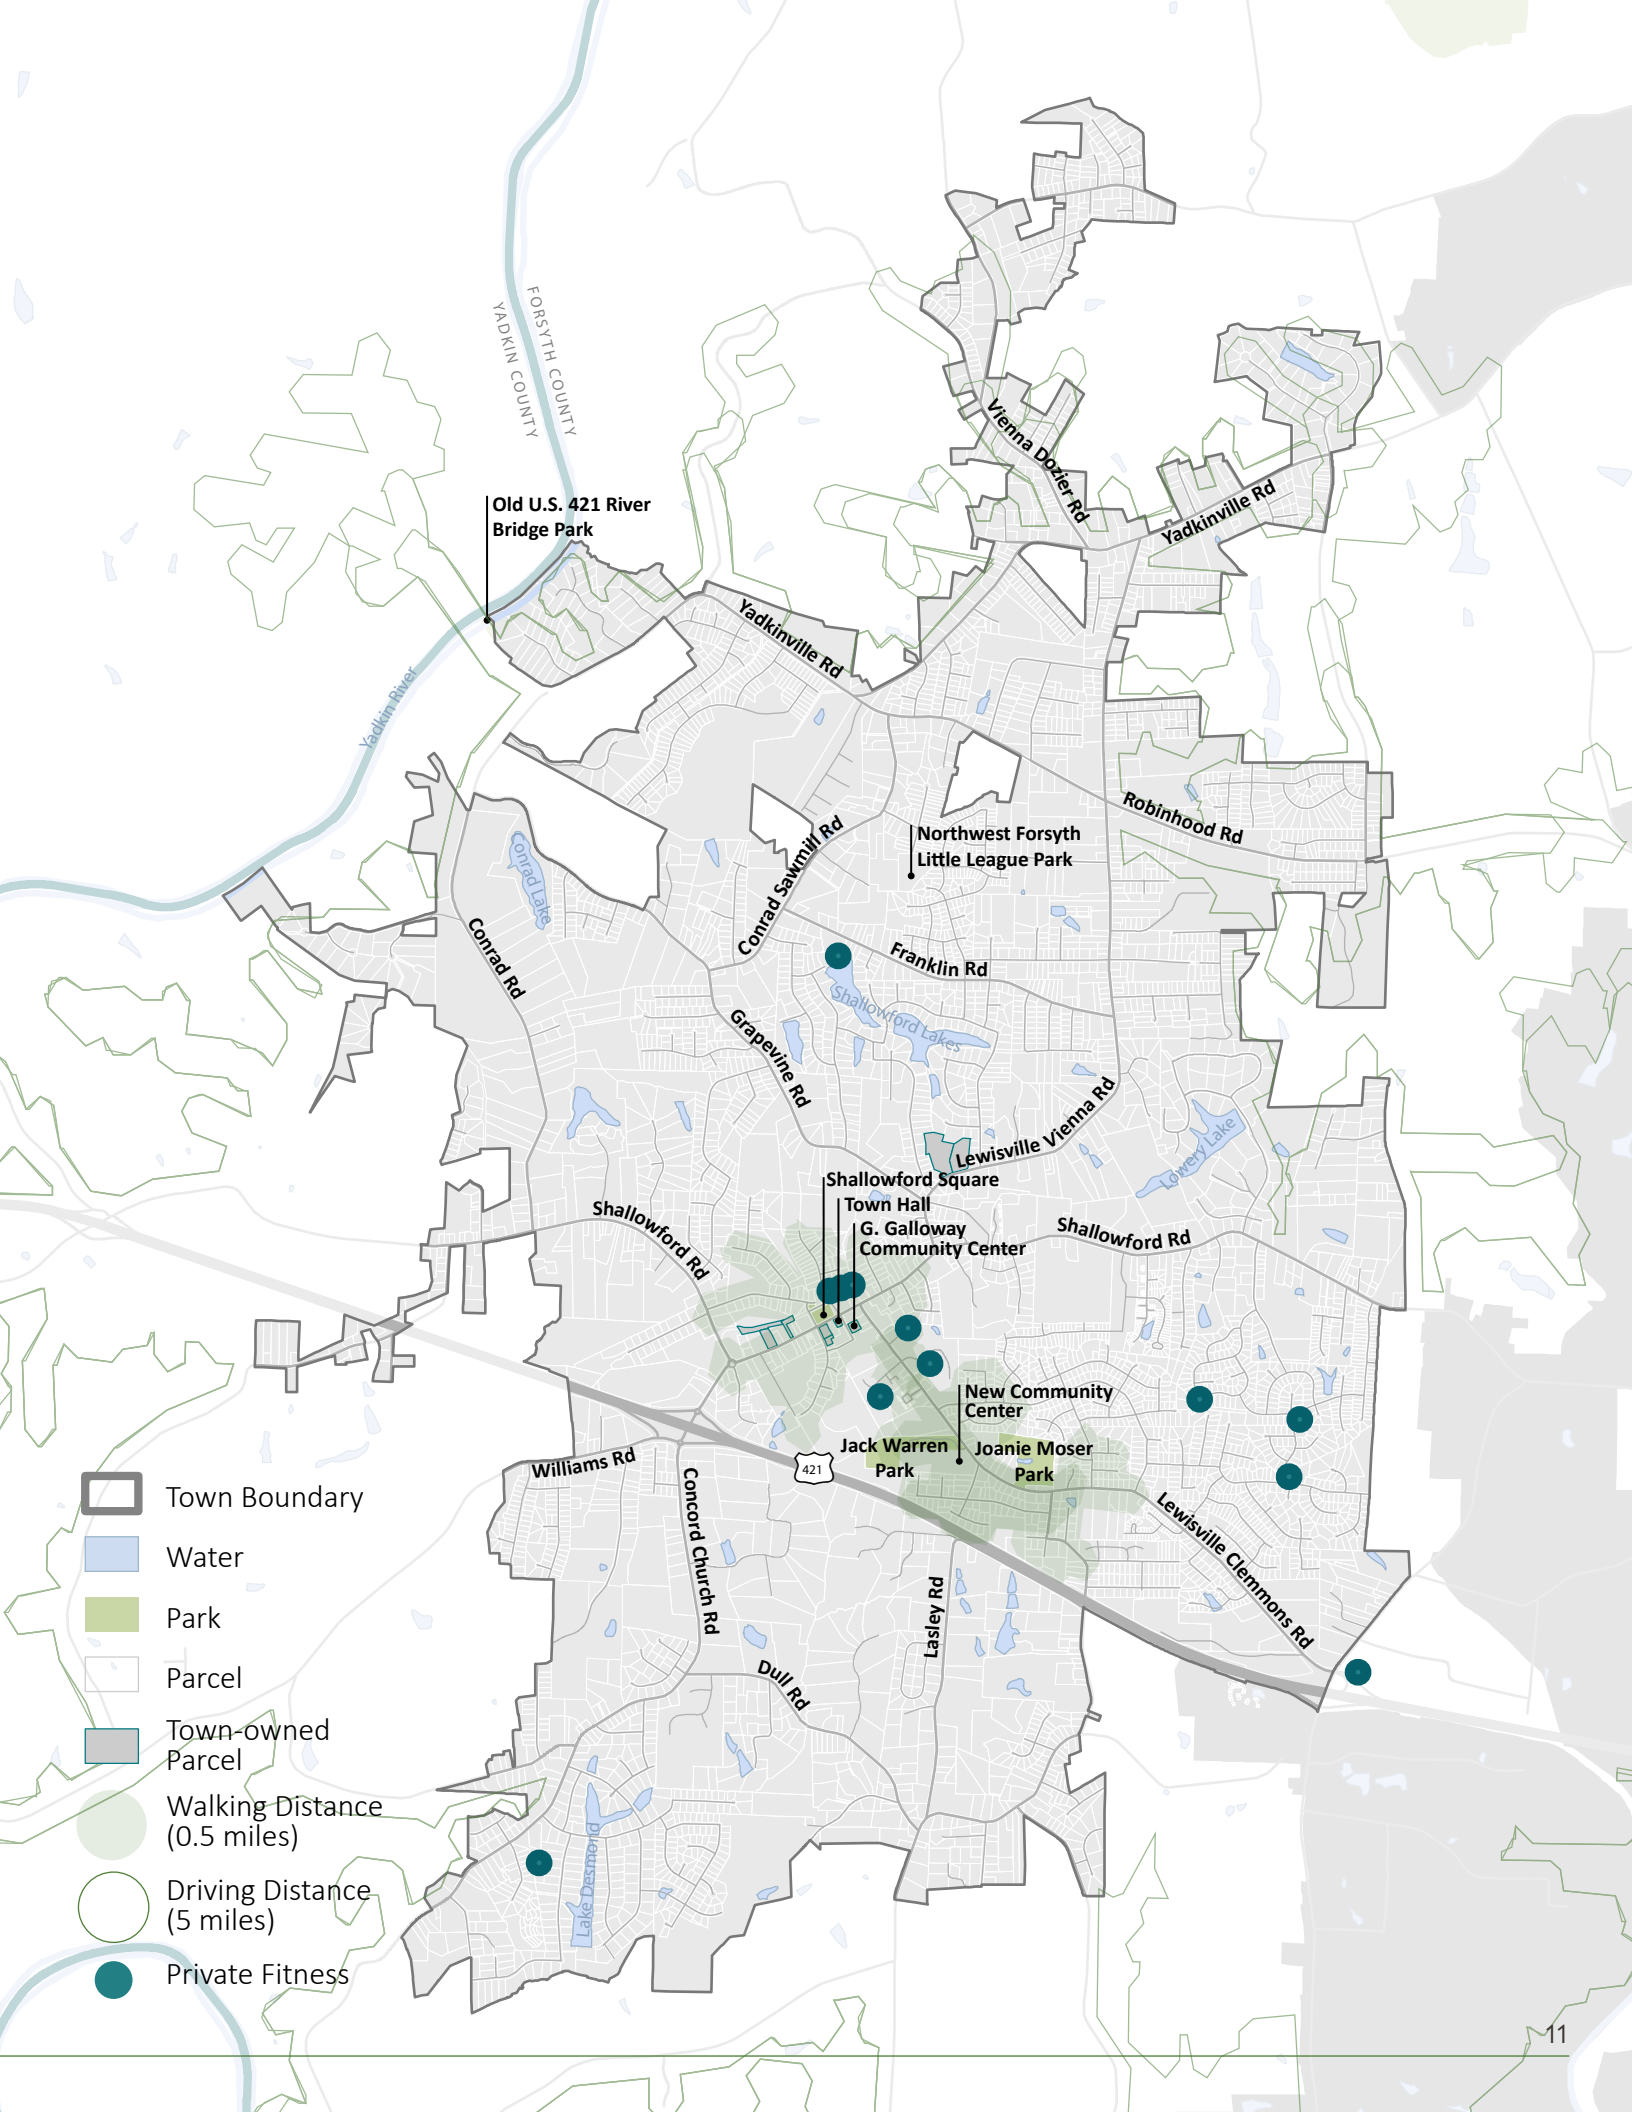 FORSYTH COUNTY
YADKIN COUNTY
Vienna Dozier Rd
Yadkinville Rd
Old U.S. 421 River
Bridge Park
Yadkinville Rd
Yadkin River
Robinhood Rd
Northwest Forsyth
Little League Park
Conrad Sawmill Rd
Conrad Lake
Conrad Rd
Franklin Rd
Shallowford Lakes
Grapevine Rd
Lewisville Vienna Rd
Lowery Lake
Shallowford Square
Town Hall
G. Galloway
Community Center
Shallowford Rd
Shallowford Rd
New Community
Center
Jack Warren
Park
Joanie Moser
Park
421
Williams Rd
Concord Church Rd
Lewisville Clemmons Rd
Lasley Rd
Dull Rd
Lake Desmond
Town Boundary
Water
Park
Parcel
Town-owned
Parcel
Walking Distance
(0.5 miles)
Driving Distance
(5 miles)
Private Fitness
11